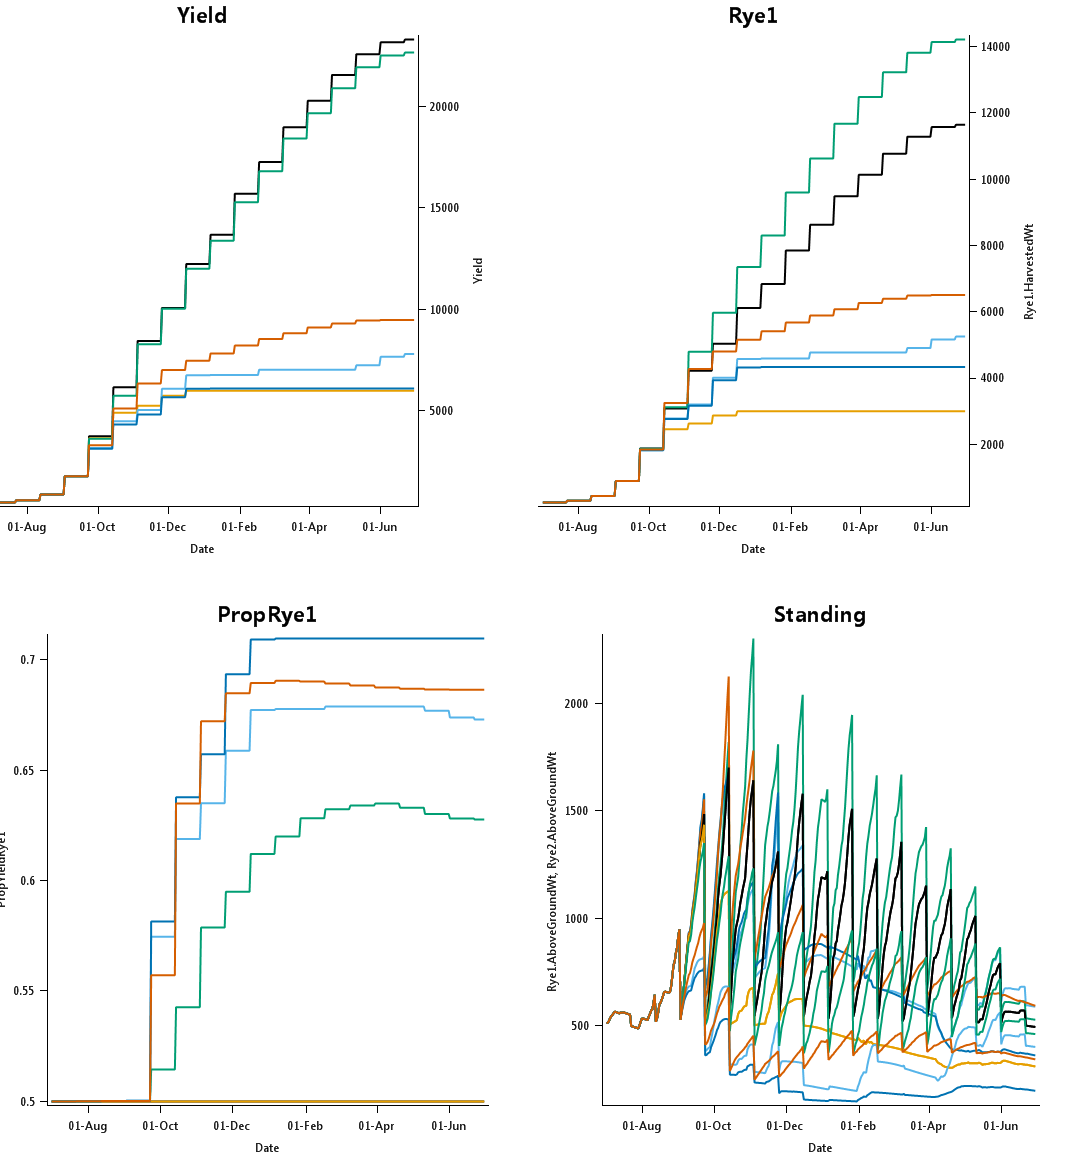 Yield
20000
15000
10000
5000
Yield
01-Aug 01-Oct 01-Dec 01-Feb 01-Apr 01-Jun
Date
Rye1
14000
12000
10000
8000
6000
4000
2000
Rye1.HarvestedWt
01-Aug 01-Oct 01-Dec 01-Feb 01-Apr 01-Jun
Date
PropRye1
0.7
0.65
0.6
0.55
0.5
01-Aug 01-Oct 01-Dec 01-Feb 01-Apr 01-Jun
Date
Standing
Rye1.AboveGroundWt, Rye2.AboveGroundWt
2000
1500
1000
500
01-Aug 01-Oct 01-Dec 01-Feb 01-Apr 01-Jun
Date